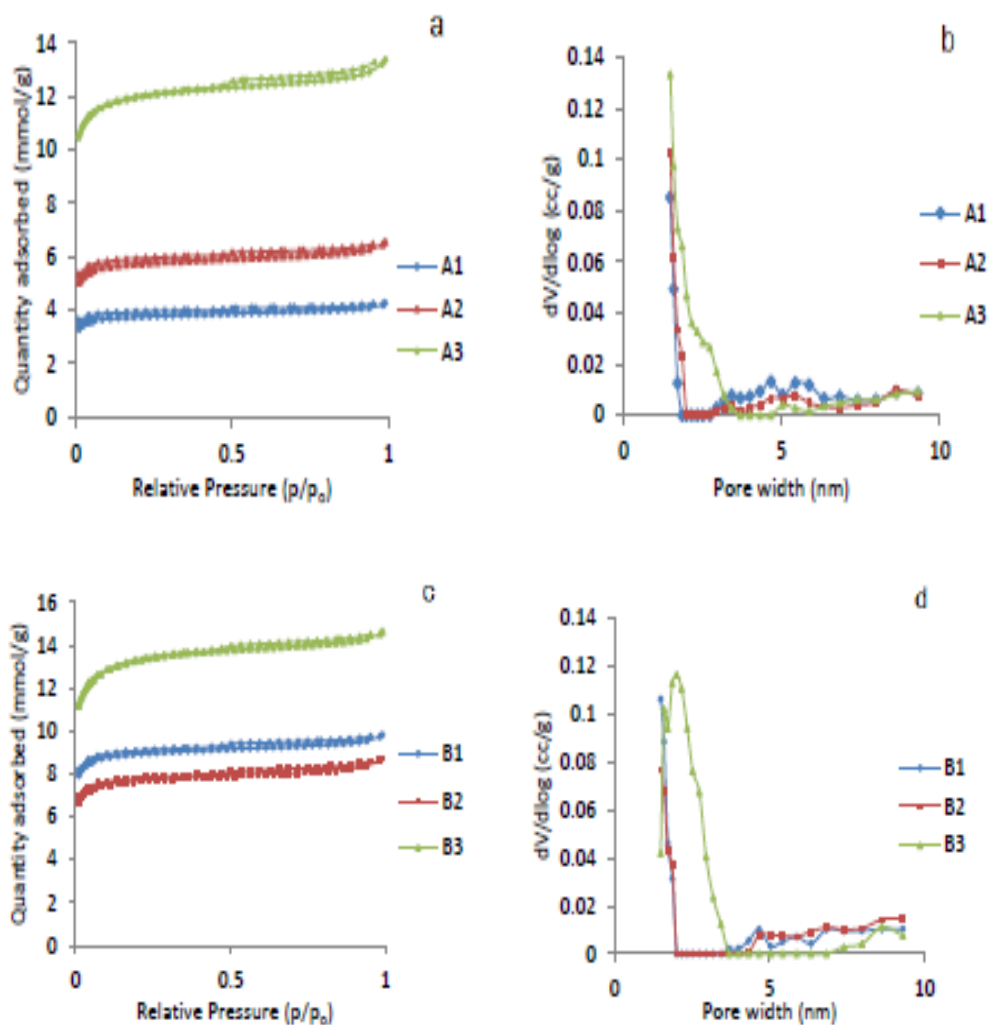 a
Quantity adsorbed (mmol/g)
14
12
10
8
6
4
2
0
0
0.5
1
Relative Pressure (p/p₀)
A1
A2
A3
b
dV/dlog (cc/g)
0.14
0.12
0.1
0.08
0.06
0.04
0.02
0
0
5
10
Pore width (nm)
A1
A2
A3
c
Quantity adsorbed (mmol/g)
16
14
12
10
8
6
4
2
0
0
0.5
1
Relative Pressure (p/p₀)
B1
B2
B3
d
dV/dlog (cc/g)
0.14
0.12
0.1
0.08
0.06
0.04
0.02
0
0
5
10
Pore width (nm)
B1
B2
B3